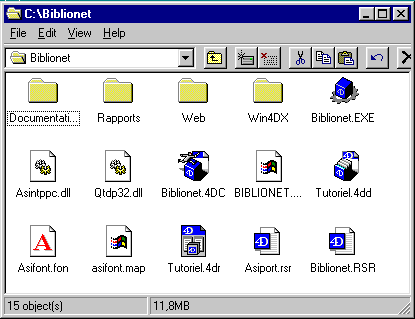 C:\Biblionet
File Edit View Help
Biblionet
Documentati... Rapports Web Win4DX Biblionet.EXE
Asintppc.dll Qtdp32.dll Biblionet.4DC BIBLIONET.... Tutoriel.4dd
Asifont.fon asifont.map Tutoriel.4dr Asiport.rsr Biblionet.RSR
15 object(s) 11,8MB